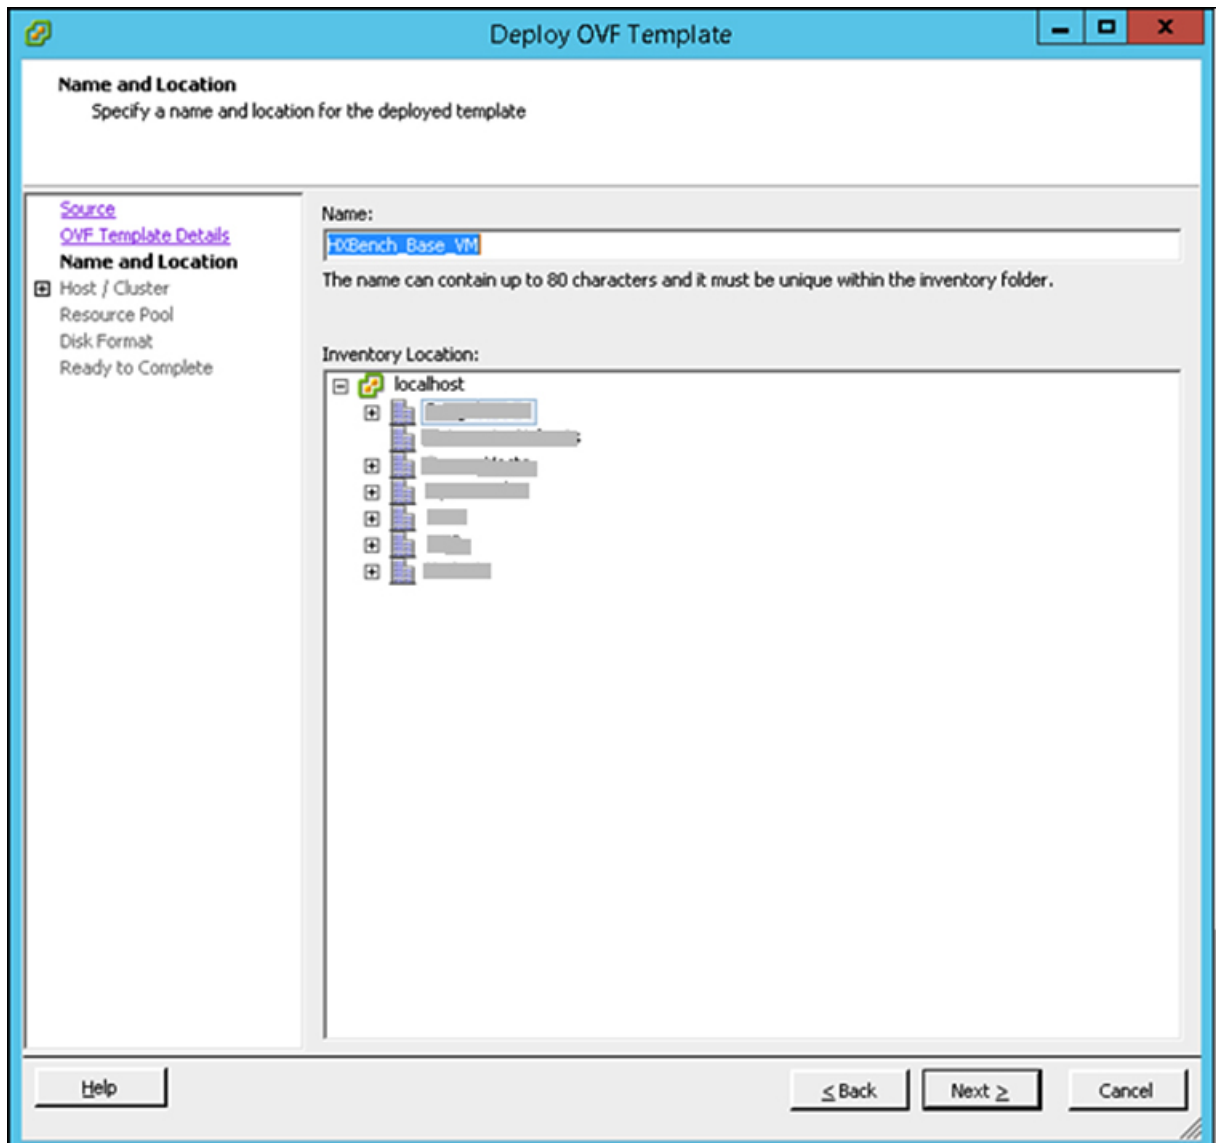 Deploy OVF Template
Name and Location
Specify a name and location for the deployed template
Source
OVF Template Details
Name and Location
Host / Cluster
Resource Pool
Disk Format
Ready to Complete
Name:
HXBench_Base_VM
The name can contain up to 80 characters and it must be unique within the inventory folder.
Inventory Location:
localhost
Help
≤ Back
Next ≥
Cancel